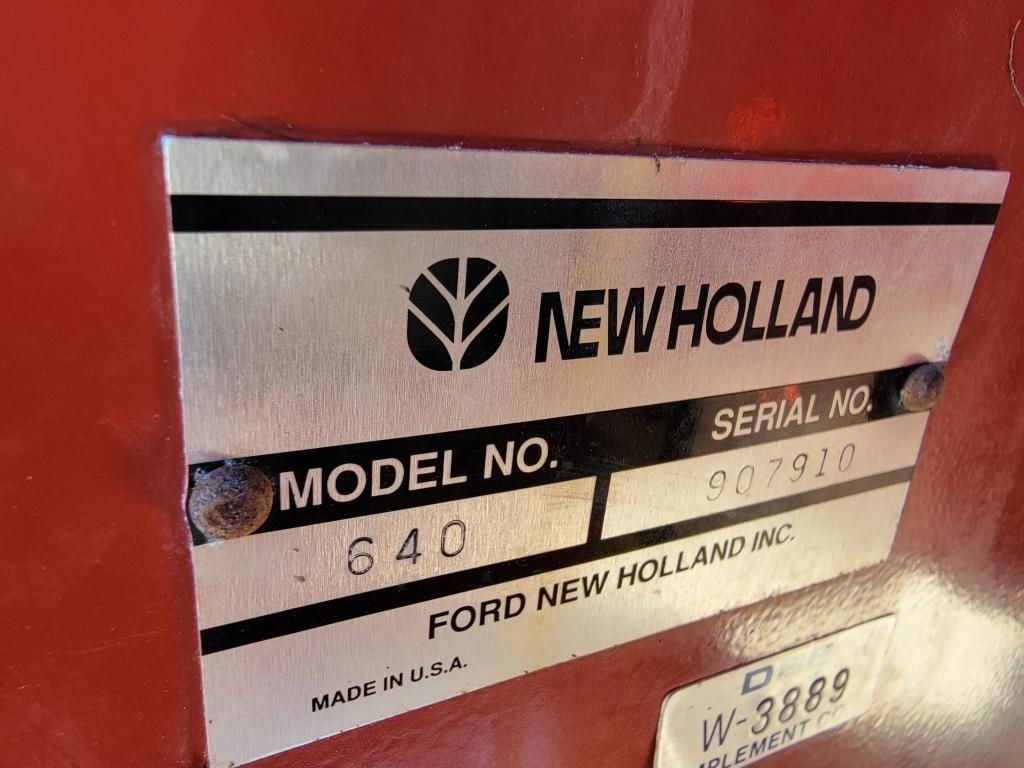 NEW HOLLAND
MODEL NO.
SERIAL NO.
640
907910
FORD NEW HOLLAND INC.
MADE IN U.S.A.
W-3889